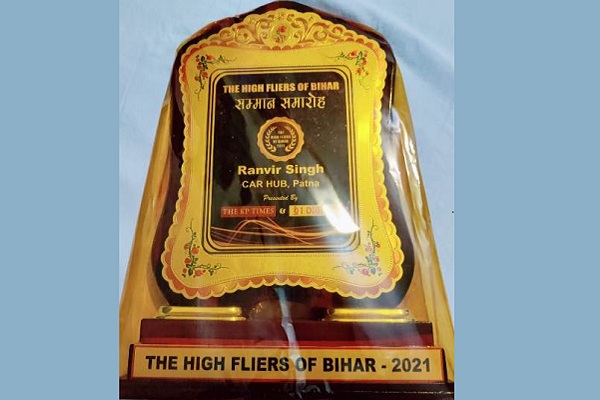 THE HIGH FLIERS OF BIHAR
सम्मान समारोह
Ranvir Singh
CAR HUB, Patna
Presented By
THE KP TIMES &
THE HIGH FLIERS OF BIHAR - 2021